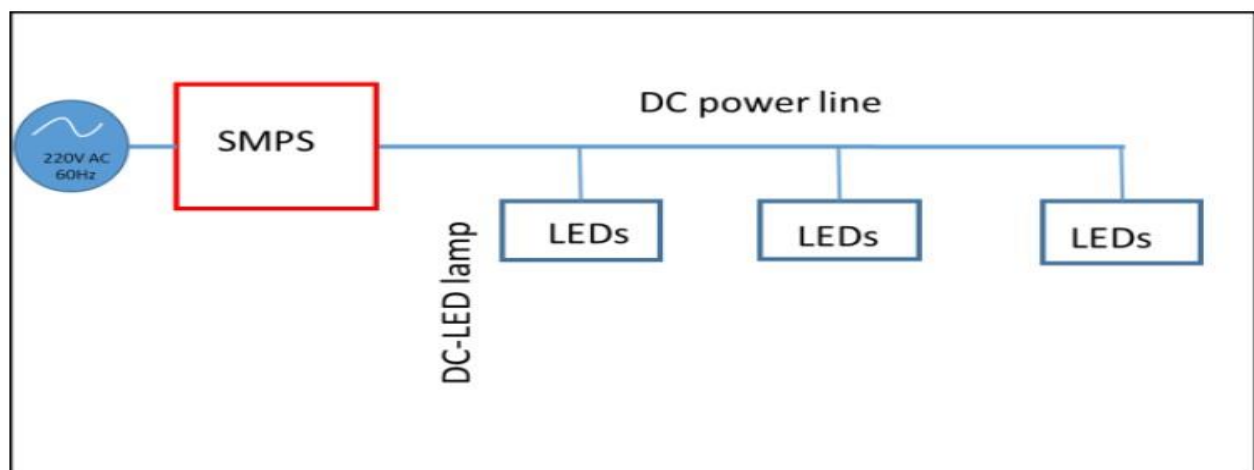 220V AC
60Hz
SMPS
DC power line
DC-LED lamp
LEDs
LEDs
LEDs